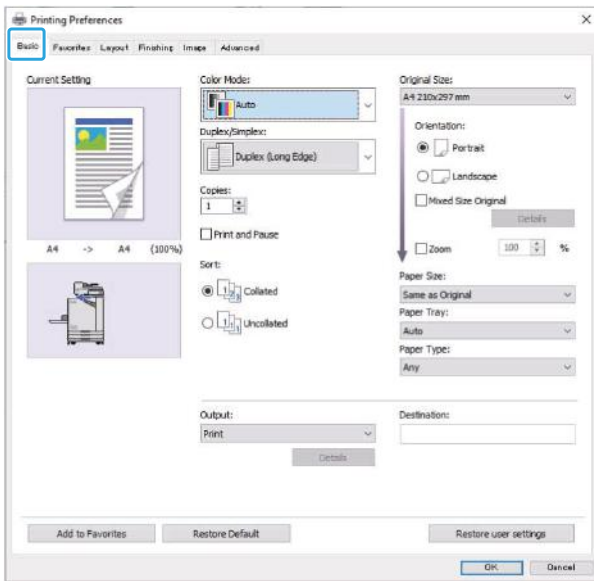 Printing Preferences
Basic Favorites Layout Finishing Image Advanced
Current Setting
A4 -> A4 (100%)
Color Mode:
Auto
Duplex/Simplex:
Duplex (Long Edge)
Copies:
1
Print and Pause
Sort:
Collated
Uncollated
Original Size:
A4 210x297 mm
Orientation:
Portrait
Landscape
Mixed Size Original
Details
Zoom 100 %
Paper Size:
Same as Original
Paper Tray:
Auto
Paper Type:
Any
Output:
Print
Details
Destination:
Add to Favorites Restore Default Restore user settings
OK Cancel